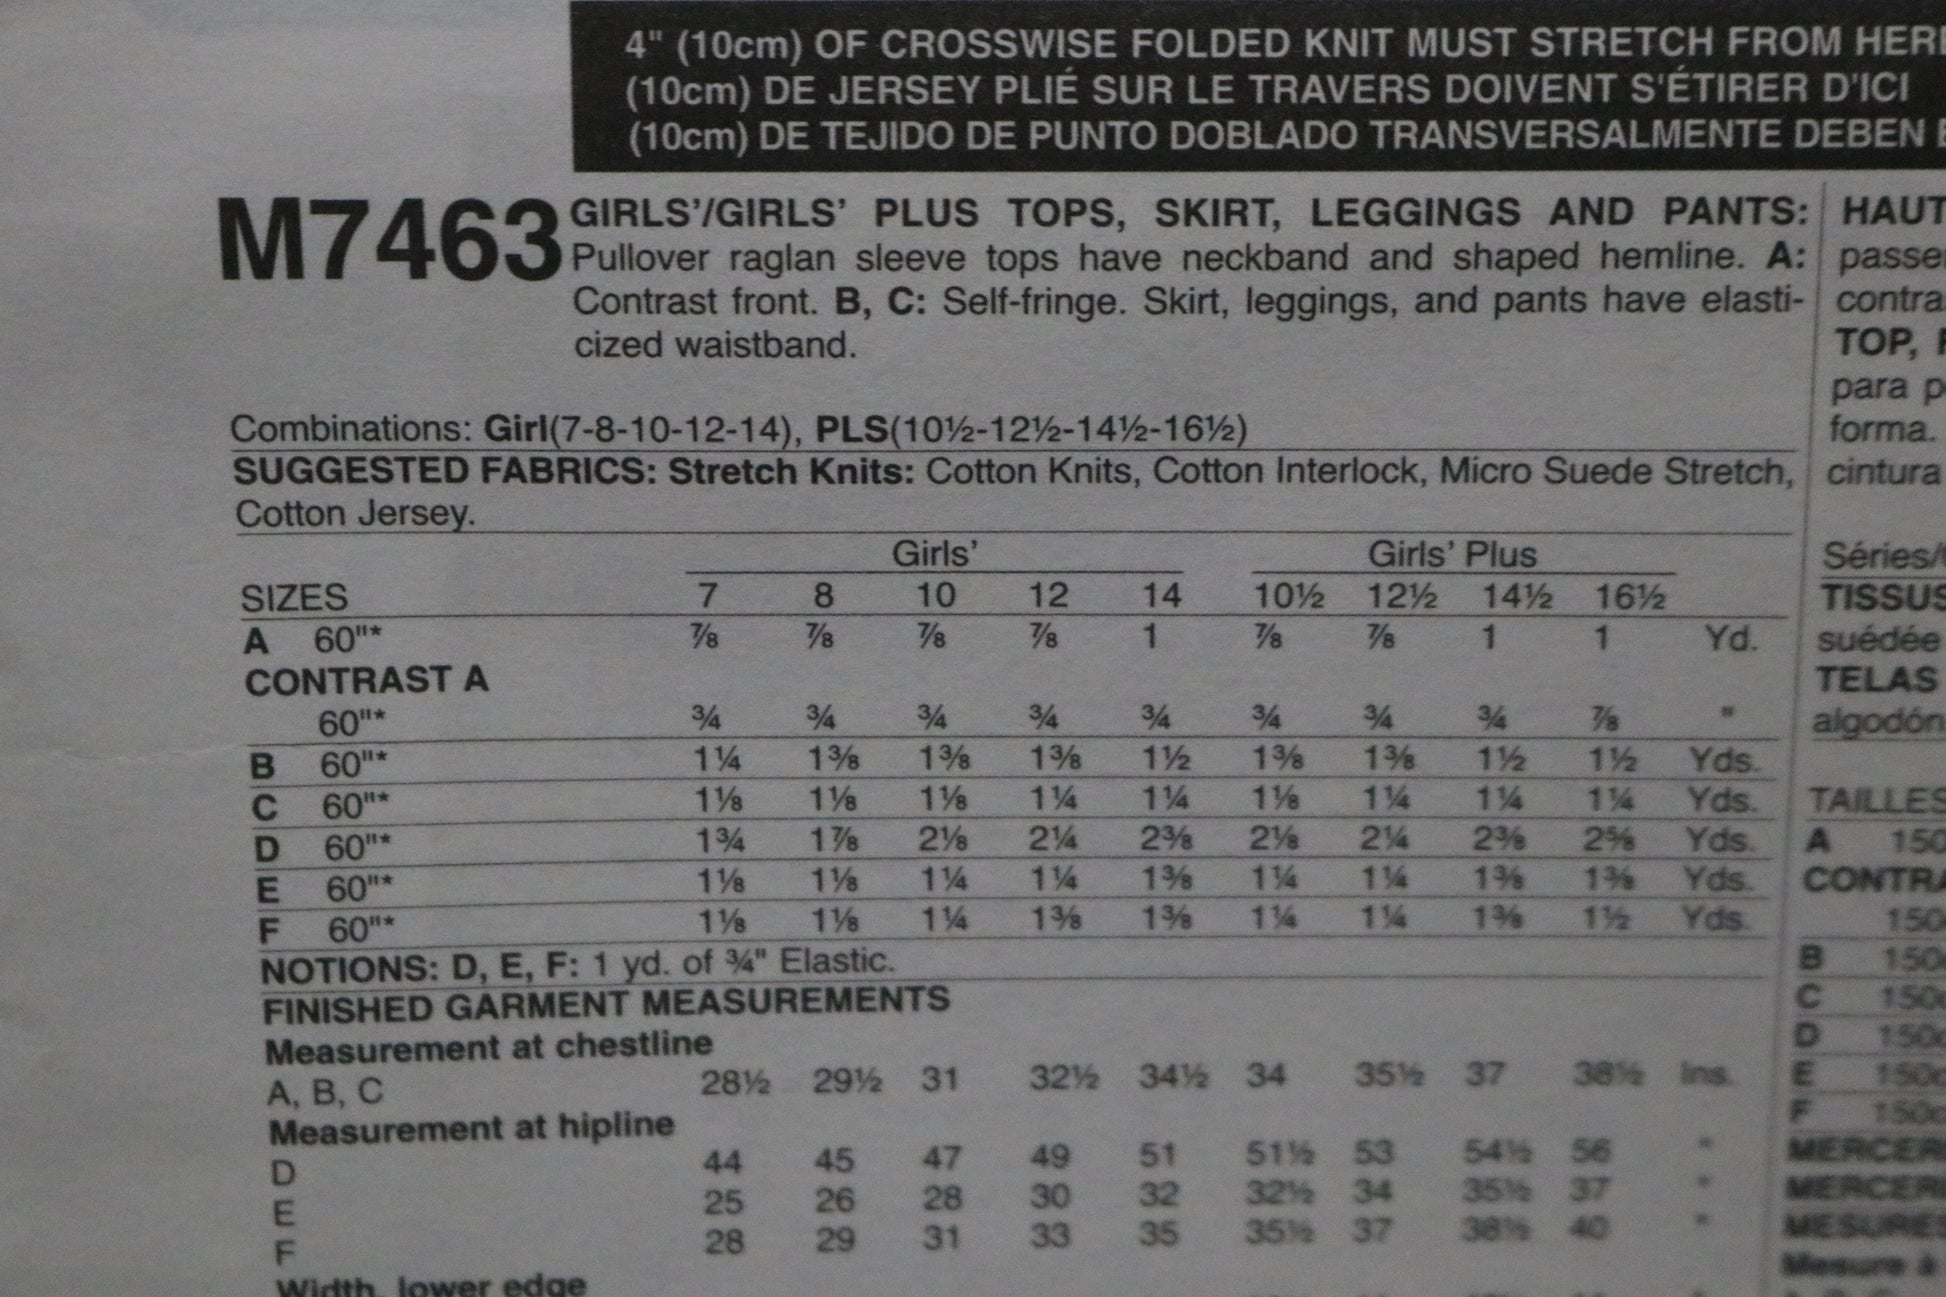 4" (10cm) OF CROSSWISE FOLDED KNIT MUST STRETCH FROM
(10cm) DE JERSEY PLIÉ SUR LE TRAVERS DOIVENT S'ÉTIRER D'ICI
(10cm) DE TEJIDO DE PUNTO DOBLADO TRANSVERSALMENTE DEBEN
M7463
GIRLS'/GIRLS' PLUS TOPS, SKIRT, LEGGINGS AND PANTS:
Pullover raglan sleeve tops have neckband and shaped hemline. A:
Contrast front. B, C: Self-fringe. Skirt, leggings, and pants have elasti-
cized waistband.
Combinations: Girl(7-8-10-12-14), PLS(10½-12½-14½-16½)
SUGGESTED FABRICS: Stretch Knits: Cotton Knits, Cotton Interlock, Micro Suede Stretch,
Cotton Jersey.
Girls' Girls' Plus
SIZES 7 8 10 12 14 10½ 12½ 14½ 16½
A 60"* ⅞ ⅞ ⅞ ⅞ 1 ⅞ ⅞ 1 1 Yd.
CONTRAST A
60"* ¾ ¾ ¾ ¾ ¾ ¾ ¾ ¾ ⅞ "
B 60"* 1¼ 1⅜ 1⅜ 1⅜ 1½ 1⅜ 1⅜ 1½ 1½ Yds.
C 60"* 1⅛ 1⅛ 1⅛ 1¼ 1¼ 1⅛ 1¼ 1¼ 1¼ Yds.
D 60"* 1¾ 1⅞ 2⅛ 2¼ 2⅜ 2⅛ 2¼ 2⅜ 2⅝ Yds.
E 60"* 1⅛ 1⅛ 1¼ 1¼ 1⅜ 1¼ 1¼ 1⅜ 1⅜ Yds.
F 60"* 1⅛ 1⅛ 1¼ 1⅜ 1⅜ 1¼ 1¼ 1⅜ 1½ Yds.
NOTIONS: D, E, F: 1 yd. of ¾" Elastic.
FINISHED GARMENT MEASUREMENTS
Measurement at chestline
A, B, C 28½ 29½ 31 32½ 34½ 34 35½ 37 38½ Ins.
Measurement at hipline
D 44 45 47 49 51 51½ 53 54½ 56 "
E 25 26 28 30 32 32½ 34 35½ 37 "
F 28 29 31 33 35 35½ 37 38½ 40 "
Width, lower edge
HAUT
passe
contra
TOP,
para p
forma.
cintura
Séries/
TISSUS
suédée
TELAS
algodón
TAILLES
A 150
CONTRA
150
B 150
C 150
D 150
E 150
F 150
MERCER
MERCER
MESURES
Mesure à